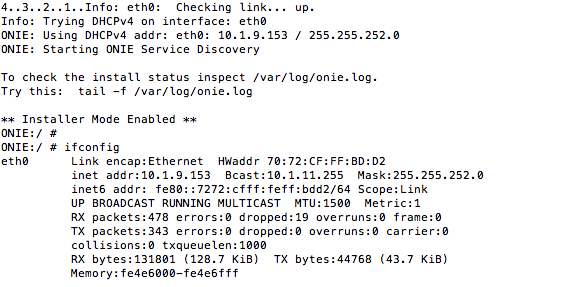 4..3..2..1..Info: eth0:  Checking link... up.
Info: Trying DHCPv4 on interface: eth0
ONIE: Using DHCPv4 addr: eth0: 10.1.9.153 / 255.255.252.0
ONIE: Starting ONIE Service Discovery
To check the install status inspect /var/log/onie.log.
Try this:  tail -f /var/log/onie.log
** Installer Mode Enabled **
ONIE:/ #
ONIE:/ # ifconfig
eth0      Link encap:Ethernet  HWaddr 70:72:CF:FF:BD:D2
          inet addr:10.1.9.153  Bcast:10.1.11.255  Mask:255.255.252.0
          inet6 addr: fe80::7272:cfff:feff:bdd2/64 Scope:Link
          UP BROADCAST RUNNING MULTICAST  MTU:1500  Metric:1
          RX packets:478 errors:0 dropped:19 overruns:0 frame:0
          TX packets:343 errors:0 dropped:0 overruns:0 carrier:0
          collisions:0 txqueuelen:1000
          RX bytes:131801 (128.7 KiB)  TX bytes:44768 (43.7 KiB)
          Memory:fe4e6000-fe4e6fff